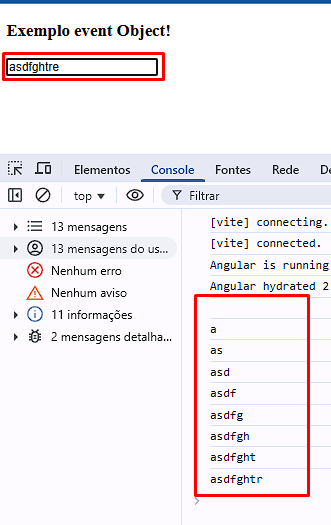 Exemplo event Object!
asdfghtre
Elementos Console Fontes Rede De
top Filtrar
13 mensagens
13 mensagens do us...
Nenhum erro
Nenhum aviso
11 informações
2 mensagens detalha...
[vite] connecting.
[vite] connected.
Angular is running
Angular hydrated 2
a
as
asd
asdf
asdfg
asdfgh
asdfght
asdfghtr